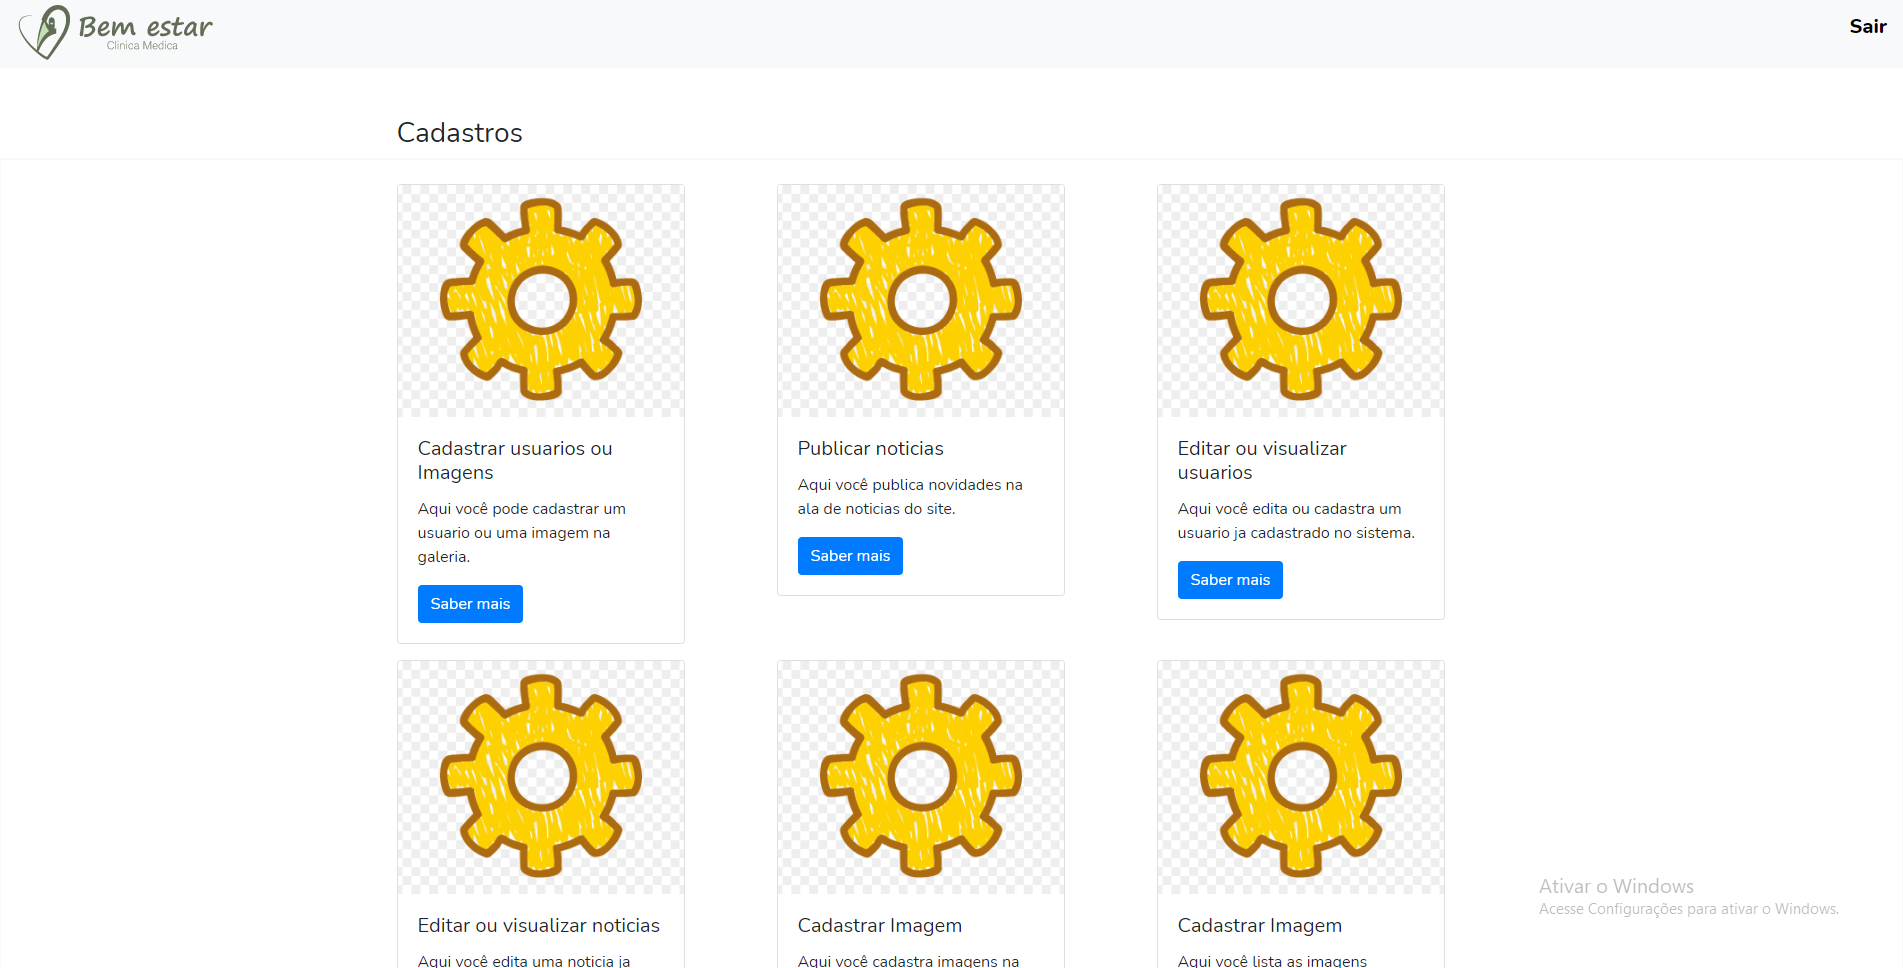 Bem estar
Clinica Medica
Sair
Cadastros
Cadastrar usuarios ou
Imagens
Aqui você pode cadastrar um
usuario ou uma imagem na
galeria.
Saber mais
Publicar noticias
Aqui você publica novidades na
ala de noticias do site.
Saber mais
Editar ou visualizar
usuarios
Aqui você edita ou cadastra um
usuario ja cadastrado no sistema.
Saber mais
Editar ou visualizar noticias
Aqui você edita uma noticia ja
Cadastrar Imagem
Aqui você cadastra imagens na
Cadastrar Imagem
Aqui você lista as imagens
Ativar o Windows
Acesse Configurações para ativar o Windows.